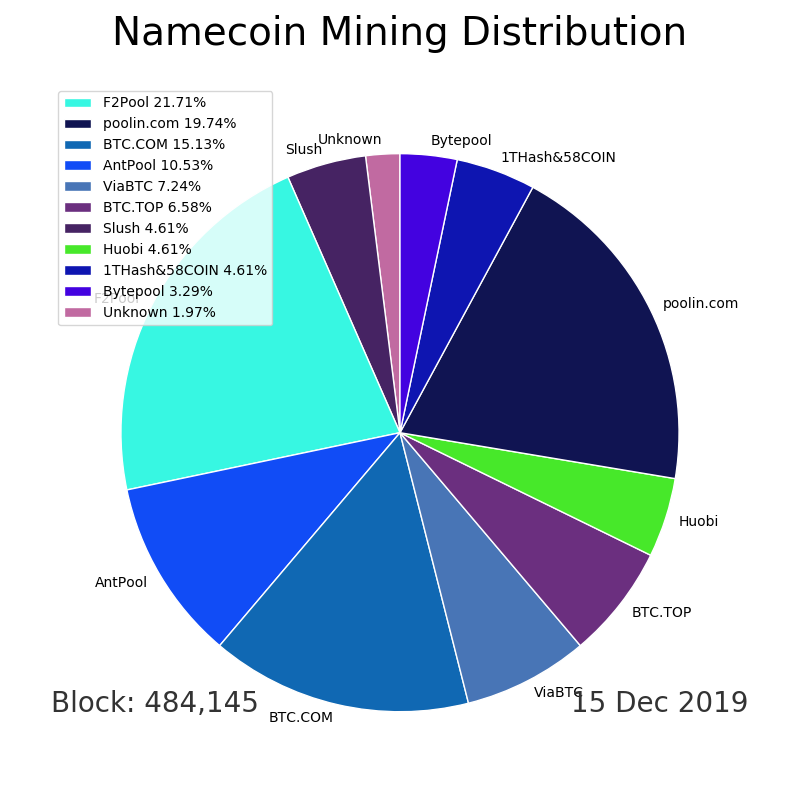 Namecoin Mining Distribution
F2Pool 21.71%
poolin.com 19.74%
BTC.COM 15.13%
AntPool 10.53%
ViaBTC 7.24%
BTC.TOP 6.58%
Slush 4.61%
Huobi 4.61%
1THash&58COIN 4.61%
Bytepool 3.29%
Unknown 1.97%
Slush
Unknown
Bytepool
1THash&58COIN
F2Pool
poolin.com
Huobi
AntPool
BTC.TOP
ViaBTC
BTC.COM
Block: 484,145
15 Dec 2019